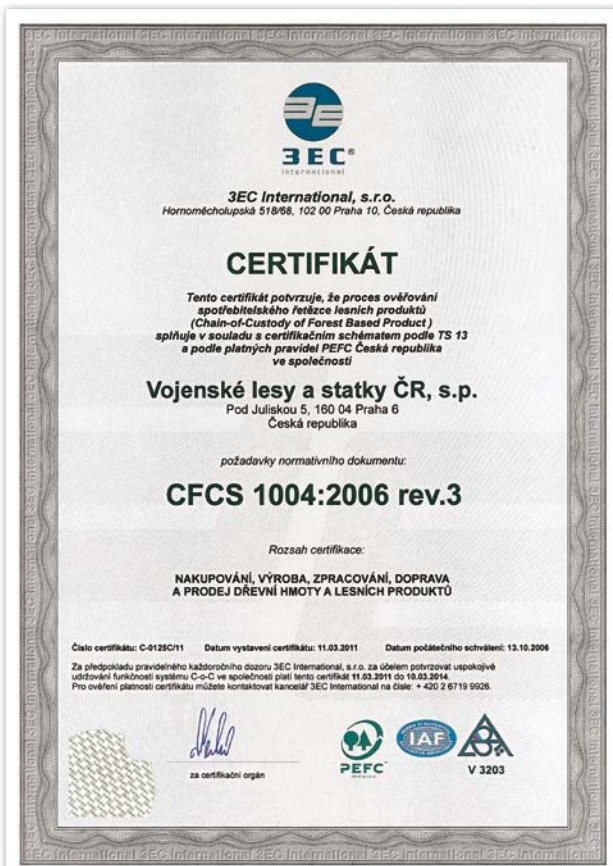 3EC®
International
3EC International, s.r.o.
Hornoměcholupská 518/68, 102 00 Praha 10, Česká republika
CERTIFIKÁT
Tento certifikát potvrzuje, že proces ověřování
spotřebitelského řetězce lesních produktů
(Chain-of-Custody of Forest Based Product )
splňuje v souladu s certifikačním schématem podle TS 13
a podle platných pravidel PEFC Česká republika
ve společnosti
Vojenské lesy a statky ČR, s.p.
Pod Juliskou 5, 160 04 Praha 6
Česká republika
požadavky normativního dokumentu:
CFCS 1004:2006 rev.3
Rozsah certifikace:
NAKUPOVÁNÍ, VÝROBA, ZPRACOVÁNÍ, DOPRAVA
A PRODEJ DŘEVNÍ HMOTY A LESNÍCH PRODUKTŮ
Číslo certifikátu: C-0125C/11 Datum vystavení certifikátu: 11.03.2011 Datum počátečního schválení: 13.10.2006
Za předpokladu pravidelného každoročního dozoru 3EC International, s.r.o. za účelem potvrzovat uspokojivé
udržování funkčnosti systému C-o-C ve společnosti platí tento certifikát 11.03.2011 do 10.03.2014.
Pro ověření platnosti certifikátu můžete kontaktovat kancelář 3EC International na čísle: + 420 2 6719 9926.
za certifikační orgán
PEFC
IAF
V 3203